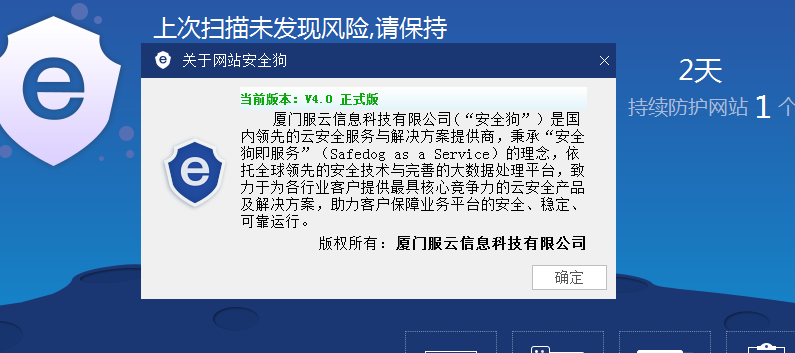 上次扫描未发现风险,请保持
关于网站安全狗
2天
持续防护网站 1 个
当前版本: V4.0 正式版
厦门服云信息科技有限公司(“安全狗”)是国
内领先的云安全服务与解决方案提供商，秉承“安全
狗即服务”（Safedog as a Service）的理念，依
托全球领先的安全技术与完善的大数据处理平台，致
力于为各行业客户提供最具核心竞争力的云安全产品
及解决方案，助力客户保障业务平台的安全、稳定、
可靠运行。
版权所有：厦门服云信息科技有限公司
确定